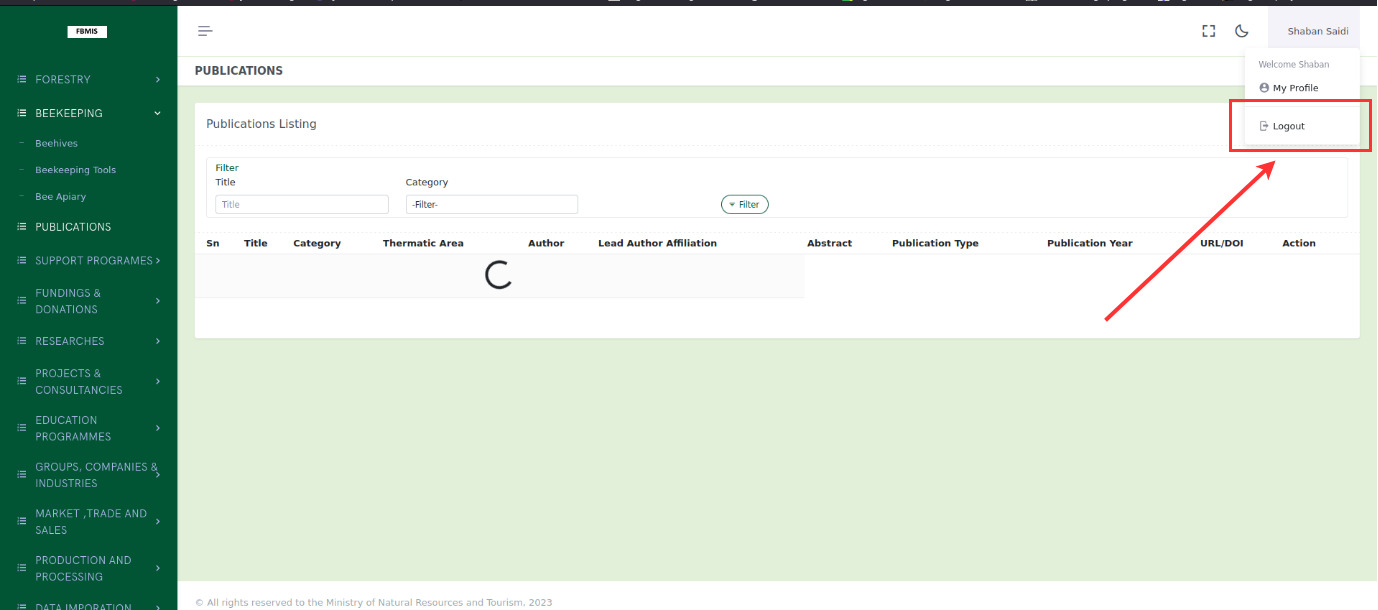 FBMIS
FORESTRY
BEEKEEPING
Beehives
Beekeeping Tools
Bee Apiary
PUBLICATIONS
SUPPORT PROGRAMES
FUNDINGS &
DONATIONS
RESEARCHES
PROJECTS &
CONSULTANCIES
EDUCATION
PROGRAMMES
GROUPS, COMPANIES &
INDUSTRIES
MARKET ,TRADE AND
SALES
PRODUCTION AND
PROCESSING
DATA IMPORATION
Shaban Saidi
Welcome Shaban
My Profile
Logout
PUBLICATIONS
Publications Listing
Filter
Title
Category
Title
-Filter-
Filter
Sn Title Category Thermatic Area Author Lead Author Affiliation Abstract Publication Type Publication Year URL/DOI Action
© All rights reserved to the Ministry of Natural Resources and Tourism, 2023